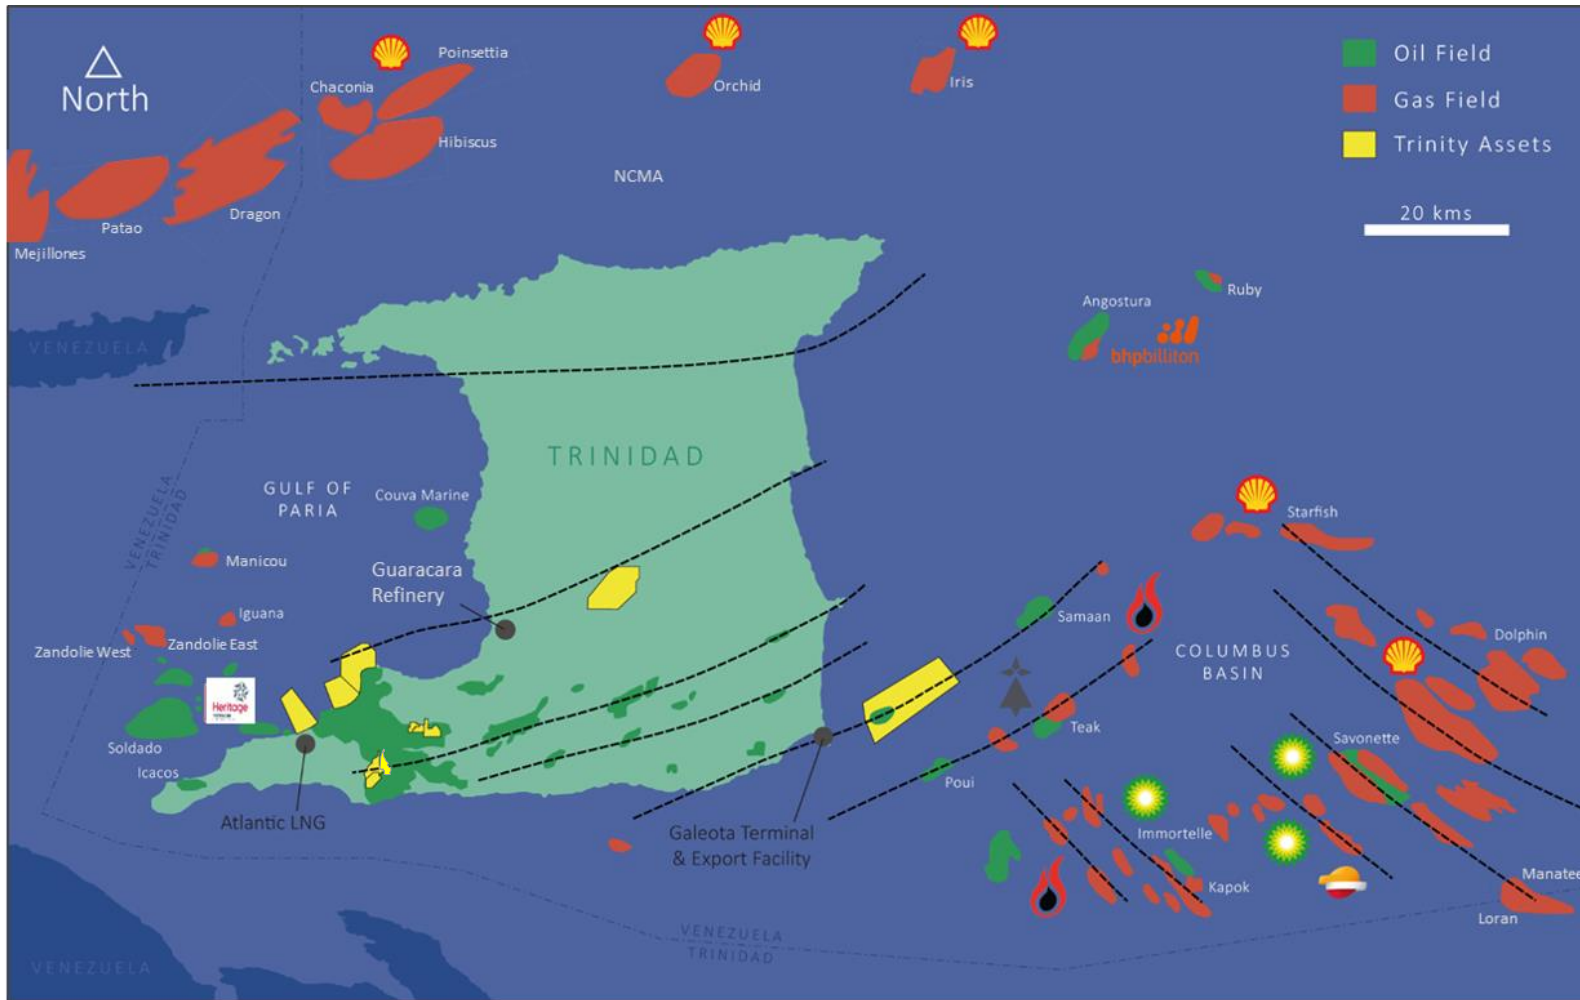 North
Poinsettia
Chaconia
Hibiscus
Orchid
Iris
Oil Field
Gas Field
Trinity Assets
20 kms
NCMA
Dragon
Patao
Mejillones
Ruby
Angostura
bhpbilliton
VENEZUELA
TRINIDAD
GULF OF
PARIA
Couva Marine
VENEZUELA
TRINIDAD
Manicou
Guaracara
Refinery
Iguana
Zandolie West
Zandolie East
Heritage
Soldado
Icacos
Atlantic LNG
Galeota Terminal
& Export Facility
Starfish
Samaan
COLUMBUS
BASIN
Dolphin
Teak
Poui
Savonette
Immortelle
Kapok
Manatee
Loran
VENEZUELA
TRINIDAD
VENEZUELA